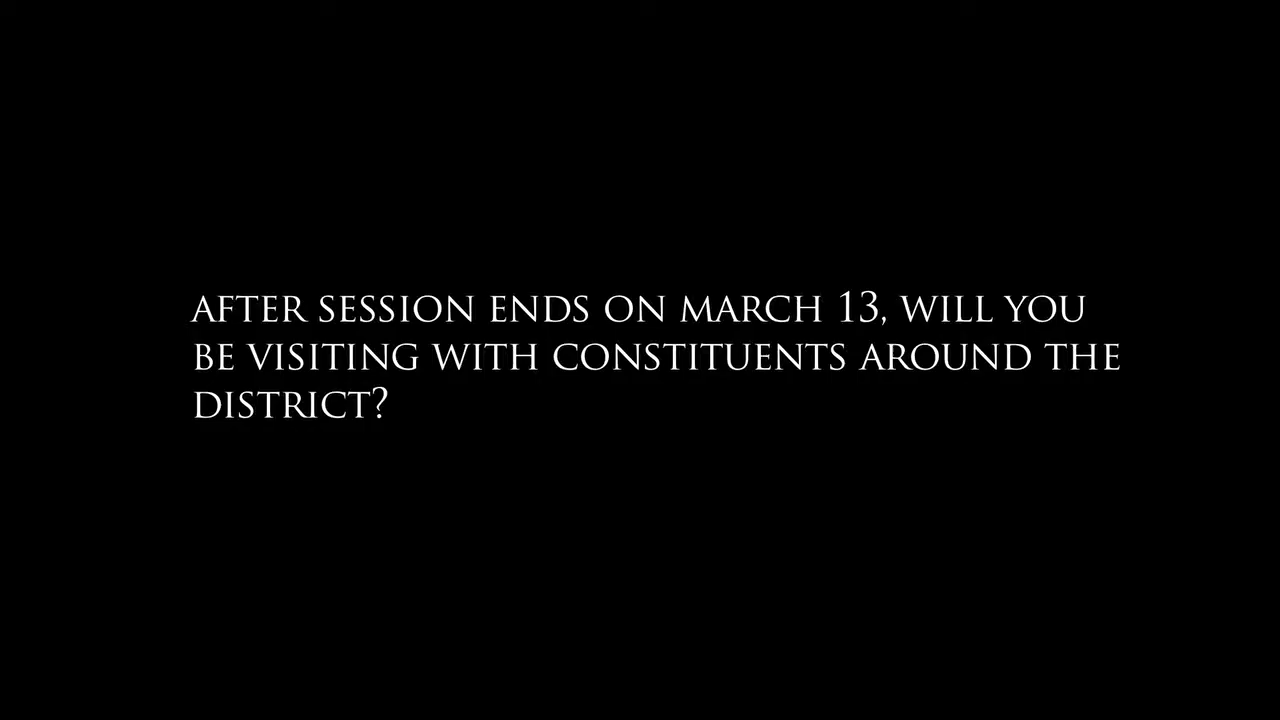 AFTER SESSION ENDS ON MARCH 13, WILL YOU
BE VISITING WITH CONSTITUENTS AROUND THE
DISTRICT?